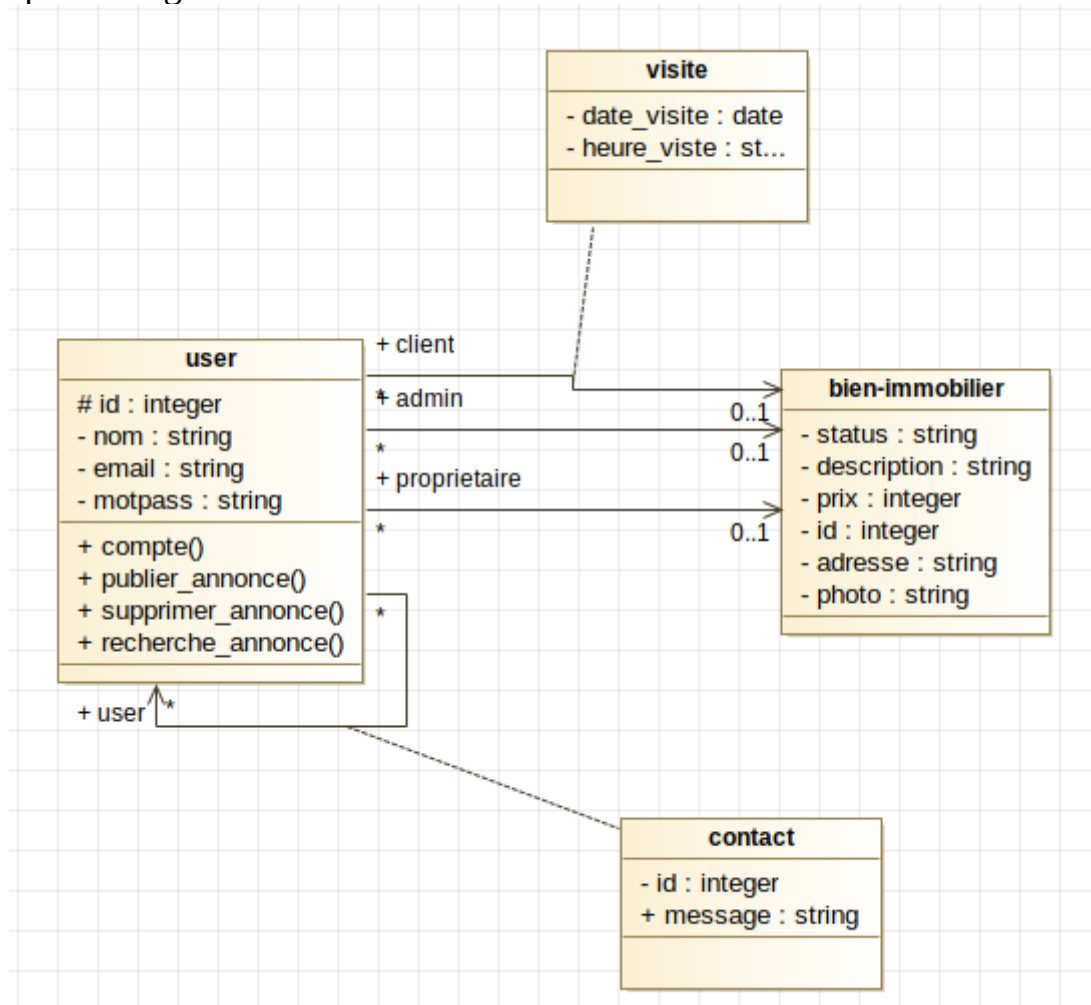 visite
- date_visite : date
- heure_viste : st...
user
# id : integer
- nom : string
- email : string
- motpass : string
+ compte()
+ publier_annonce()
+ supprimer_annonce()
+ recherche_annonce()
+ client
*
+ admin
*
+ proprietaire
*
0..1
0..1
0..1
bien-immobilier
- status : string
- description : string
- prix : integer
- id : integer
- adresse : string
- photo : string
*
+ user
*
contact
- id : integer
+ message : string